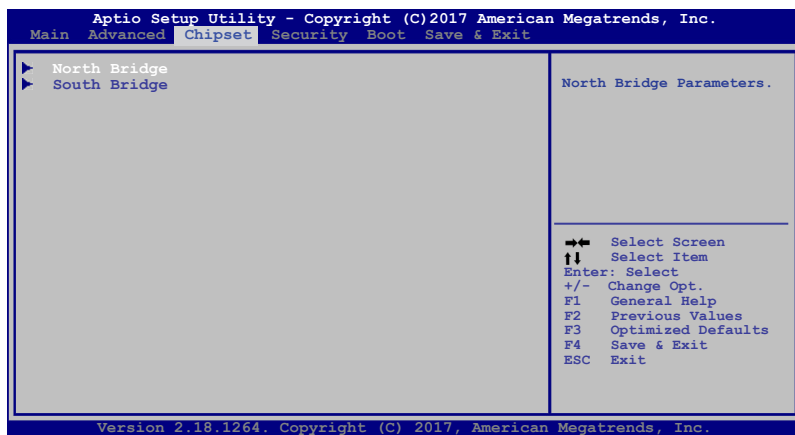 Aptio Setup Utility - Copyright (C)2017 American Megatrends, Inc.
Main Advanced Chipset Security Boot Save & Exit
North Bridge
South Bridge
North Bridge Parameters.
Select Screen
Select Item
Enter: Select
+/- Change Opt.
F1 General Help
F2 Previous Values
F3 Optimized Defaults
F4 Save & Exit
ESC Exit
Version 2.18.1264. Copyright (C) 2017, American Megatrends, Inc.